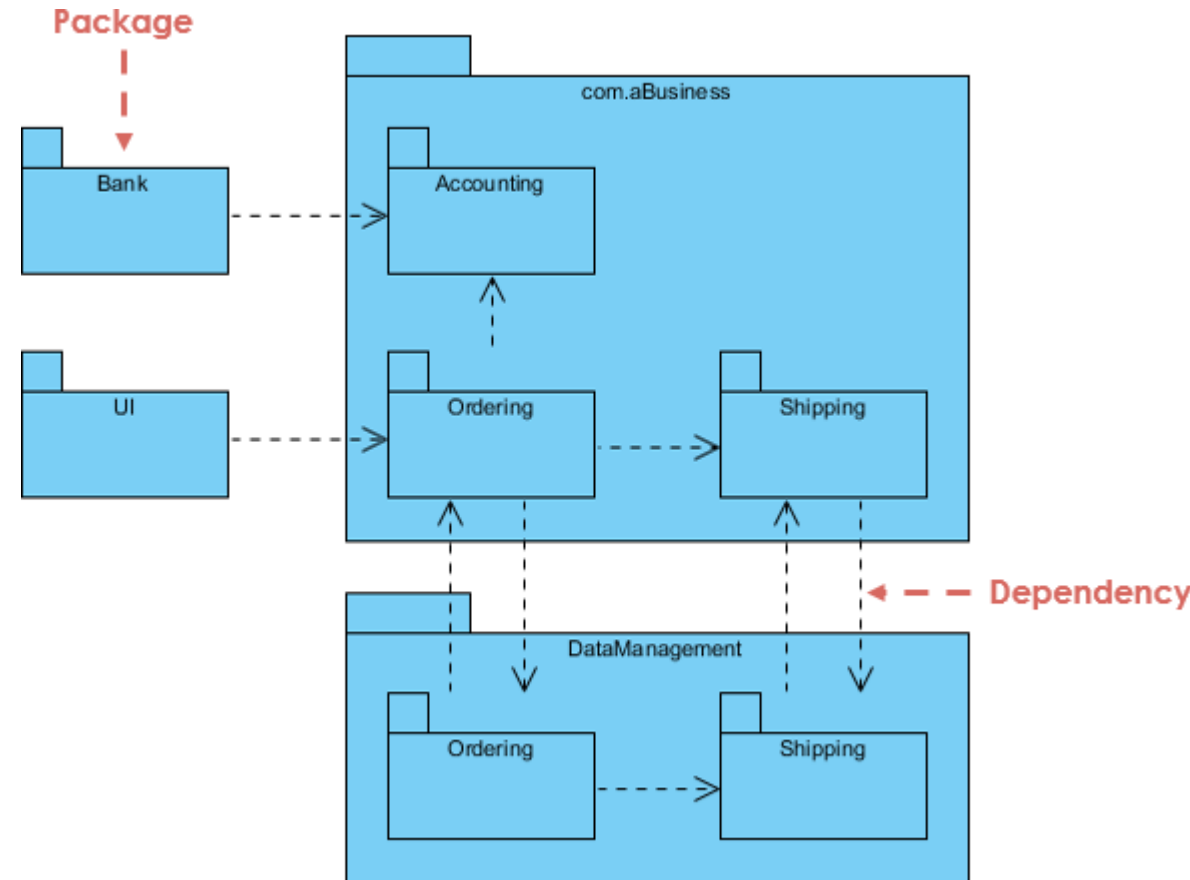 Package
com.aBusiness
Bank
Accounting
UI
Ordering
Shipping
Dependency
DataManagement
Ordering
Shipping